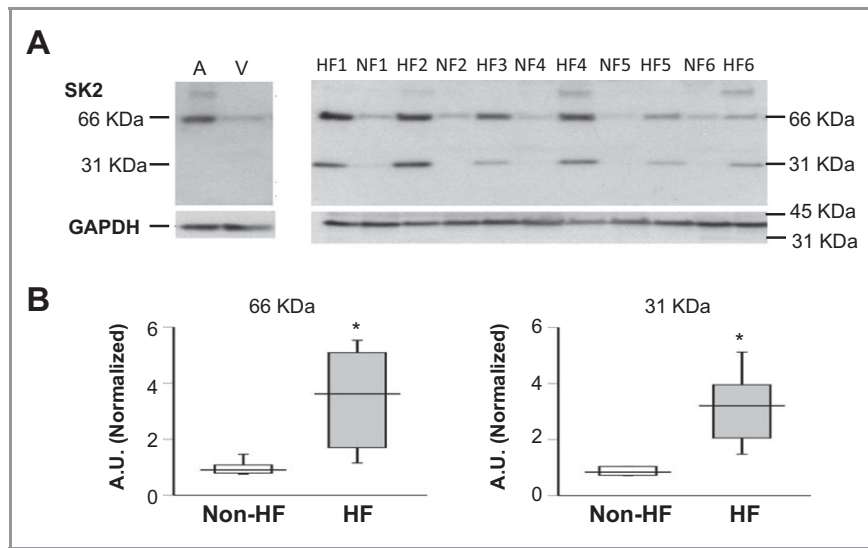 A
A V
HF1 NF1 HF2 NF2 HF3 NF4 HF4 NF5 HF5 NF6 HF6
SK2
66 KDa
66 KDa
31 KDa
31 KDa
45 KDa
GAPDH
31 KDa
B
66 KDa
31 KDa
A.U. (Normalized)
6
4
2
0
*
Non-HF HF
A.U. (Normalized)
6
4
2
0
*
Non-HF HF